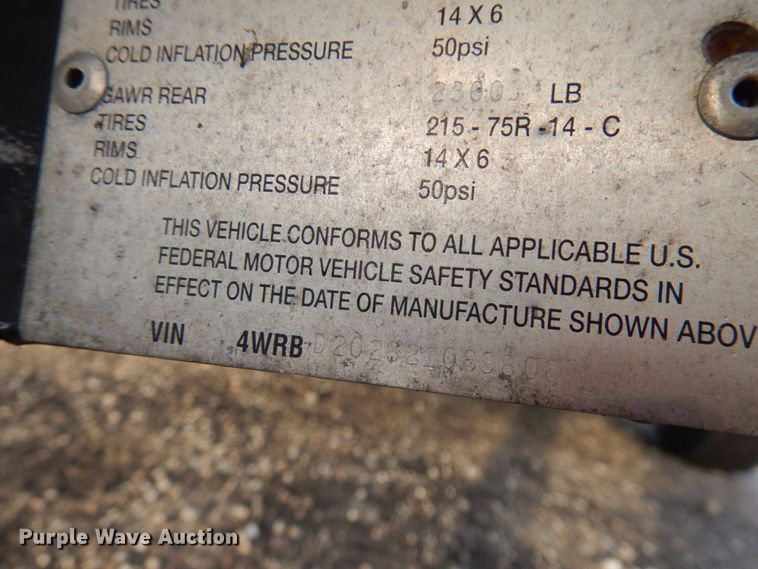 TIRES
RIMS 14 X 6
COLD INFLATION PRESSURE 50psi
GAWR REAR LB
TIRES 215 - 75R -14 - C
RIMS 14 X 6
COLD INFLATION PRESSURE 50psi
THIS VEHICLE CONFORMS TO ALL APPLICABLE U.S.
FEDERAL MOTOR VEHICLE SAFETY STANDARDS IN
EFFECT ON THE DATE OF MANUFACTURE SHOWN ABOV
VIN 4WRB
Purple Wave Auction